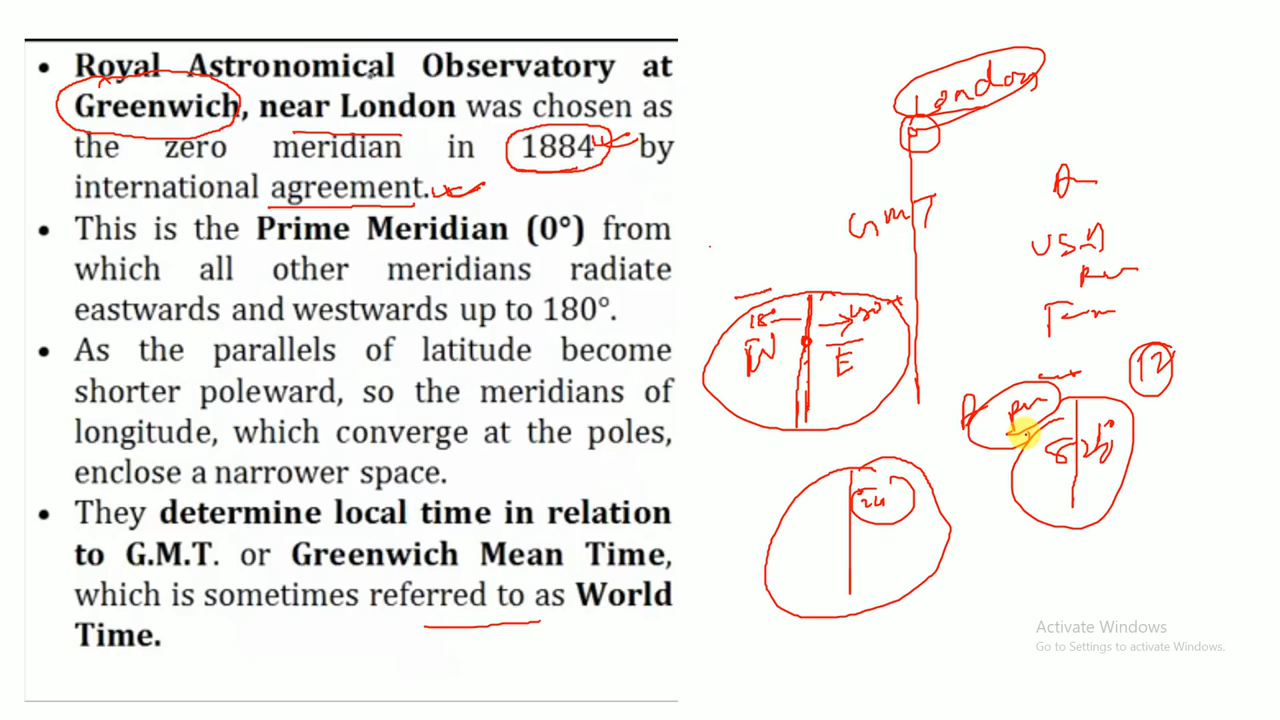 • Royal Astronomical Observatory at
Greenwich, near London was chosen as
the zero meridian in 1884 by
international agreement.
• This is the Prime Meridian (0°) from
which all other meridians radiate
eastwards and westwards up to 180°.
• As the parallels of latitude become
shorter poleward, so the meridians of
longitude, which converge at the poles,
enclose a narrower space.
• They determine local time in relation
to G.M.T. or Greenwich Mean Time,
which is sometimes referred to as World
Time.
London
GMT
USA
W E
12
Activate Windows
Go to Settings to activate Windows.